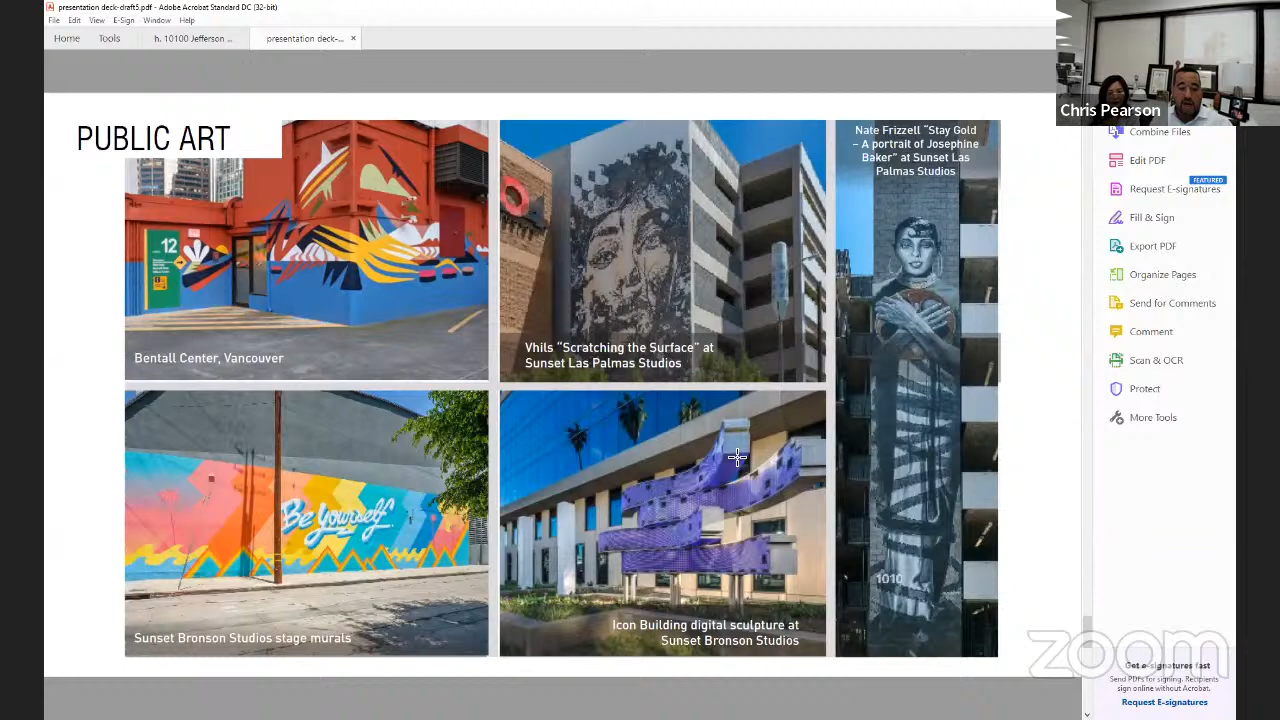 presentation deck-draft5.pdf - Adobe Acrobat Standard DC (32-bit)
File Edit View E-Sign Window Help
Home Tools h. 10100 Jefferson ... presentation deck-... ×
Chris Pearson
PUBLIC ART
12
Bentall Center, Vancouver
Vhils "Scratching the Surface" at
Sunset Las Palmas Studios
Nate Frizzell "Stay Gold
– A portrait of Josephine
Baker" at Sunset Las
Palmas Studios
1010
Be Yourself
Sunset Bronson Studios stage murals
Icon Building digital sculpture at
Sunset Bronson Studios
Combine Files
Edit PDF
FEATURED
Request E-signatures
Fill & Sign
Export PDF
Organize Pages
Send for Comments
Comment
Scan & OCR
Protect
More Tools
zoom
Get e-signatures fast
Send PDFs for signing. Recipients
sign online without Acrobat.
Request E-signatures